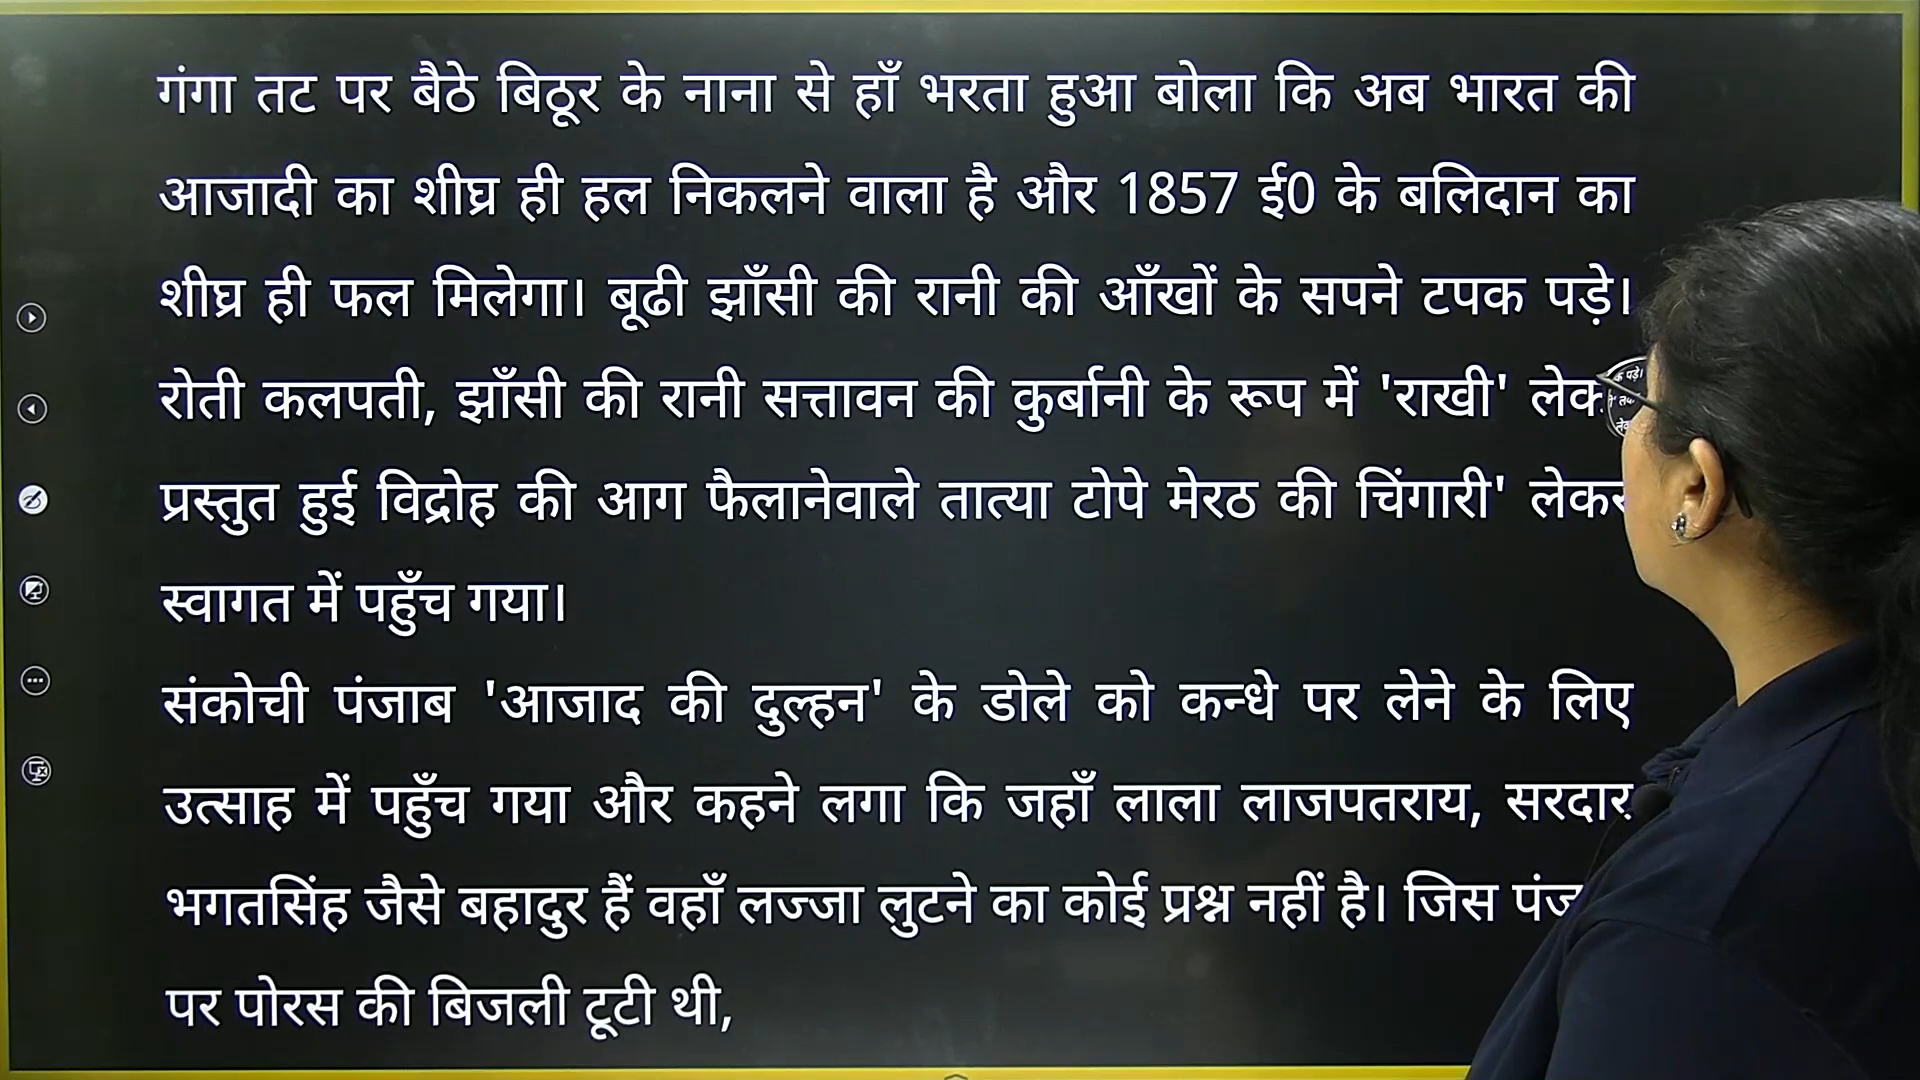 गंगा तट पर बैठे बिठूर के नाना से हाँ भरता हुआ बोला कि अब भारत की
आजादी का शीघ्र ही हल निकलने वाला है और 1857 ई0 के बलिदान का
शीघ्र ही फल मिलेगा। बूढी झाँसी की रानी की आँखों के सपने टपक पड़े।
रोती कलपती, झाँसी की रानी सत्तावन की कुर्बानी के रूप में 'राखी'
प्रस्तुत हुई विद्रोह की आग फैलानेवाले तात्या टोपे मेरठ की चिंगारी' लेकर
स्वागत में पहुँच गया।
संकोची पंजाब 'आजाद की दुल्हन' के डोले को कन्धे पर लेने के लिए
उत्साह में पहुँच गया और कहने लगा कि जहाँ लाला लाजपतराय, सरदार
भगतसिंह जैसे बहादुर हैं वहाँ लज्जा लुटने का कोई प्रश्न नहीं है। जिस
पर पोरस की बिजली टूटी थी,